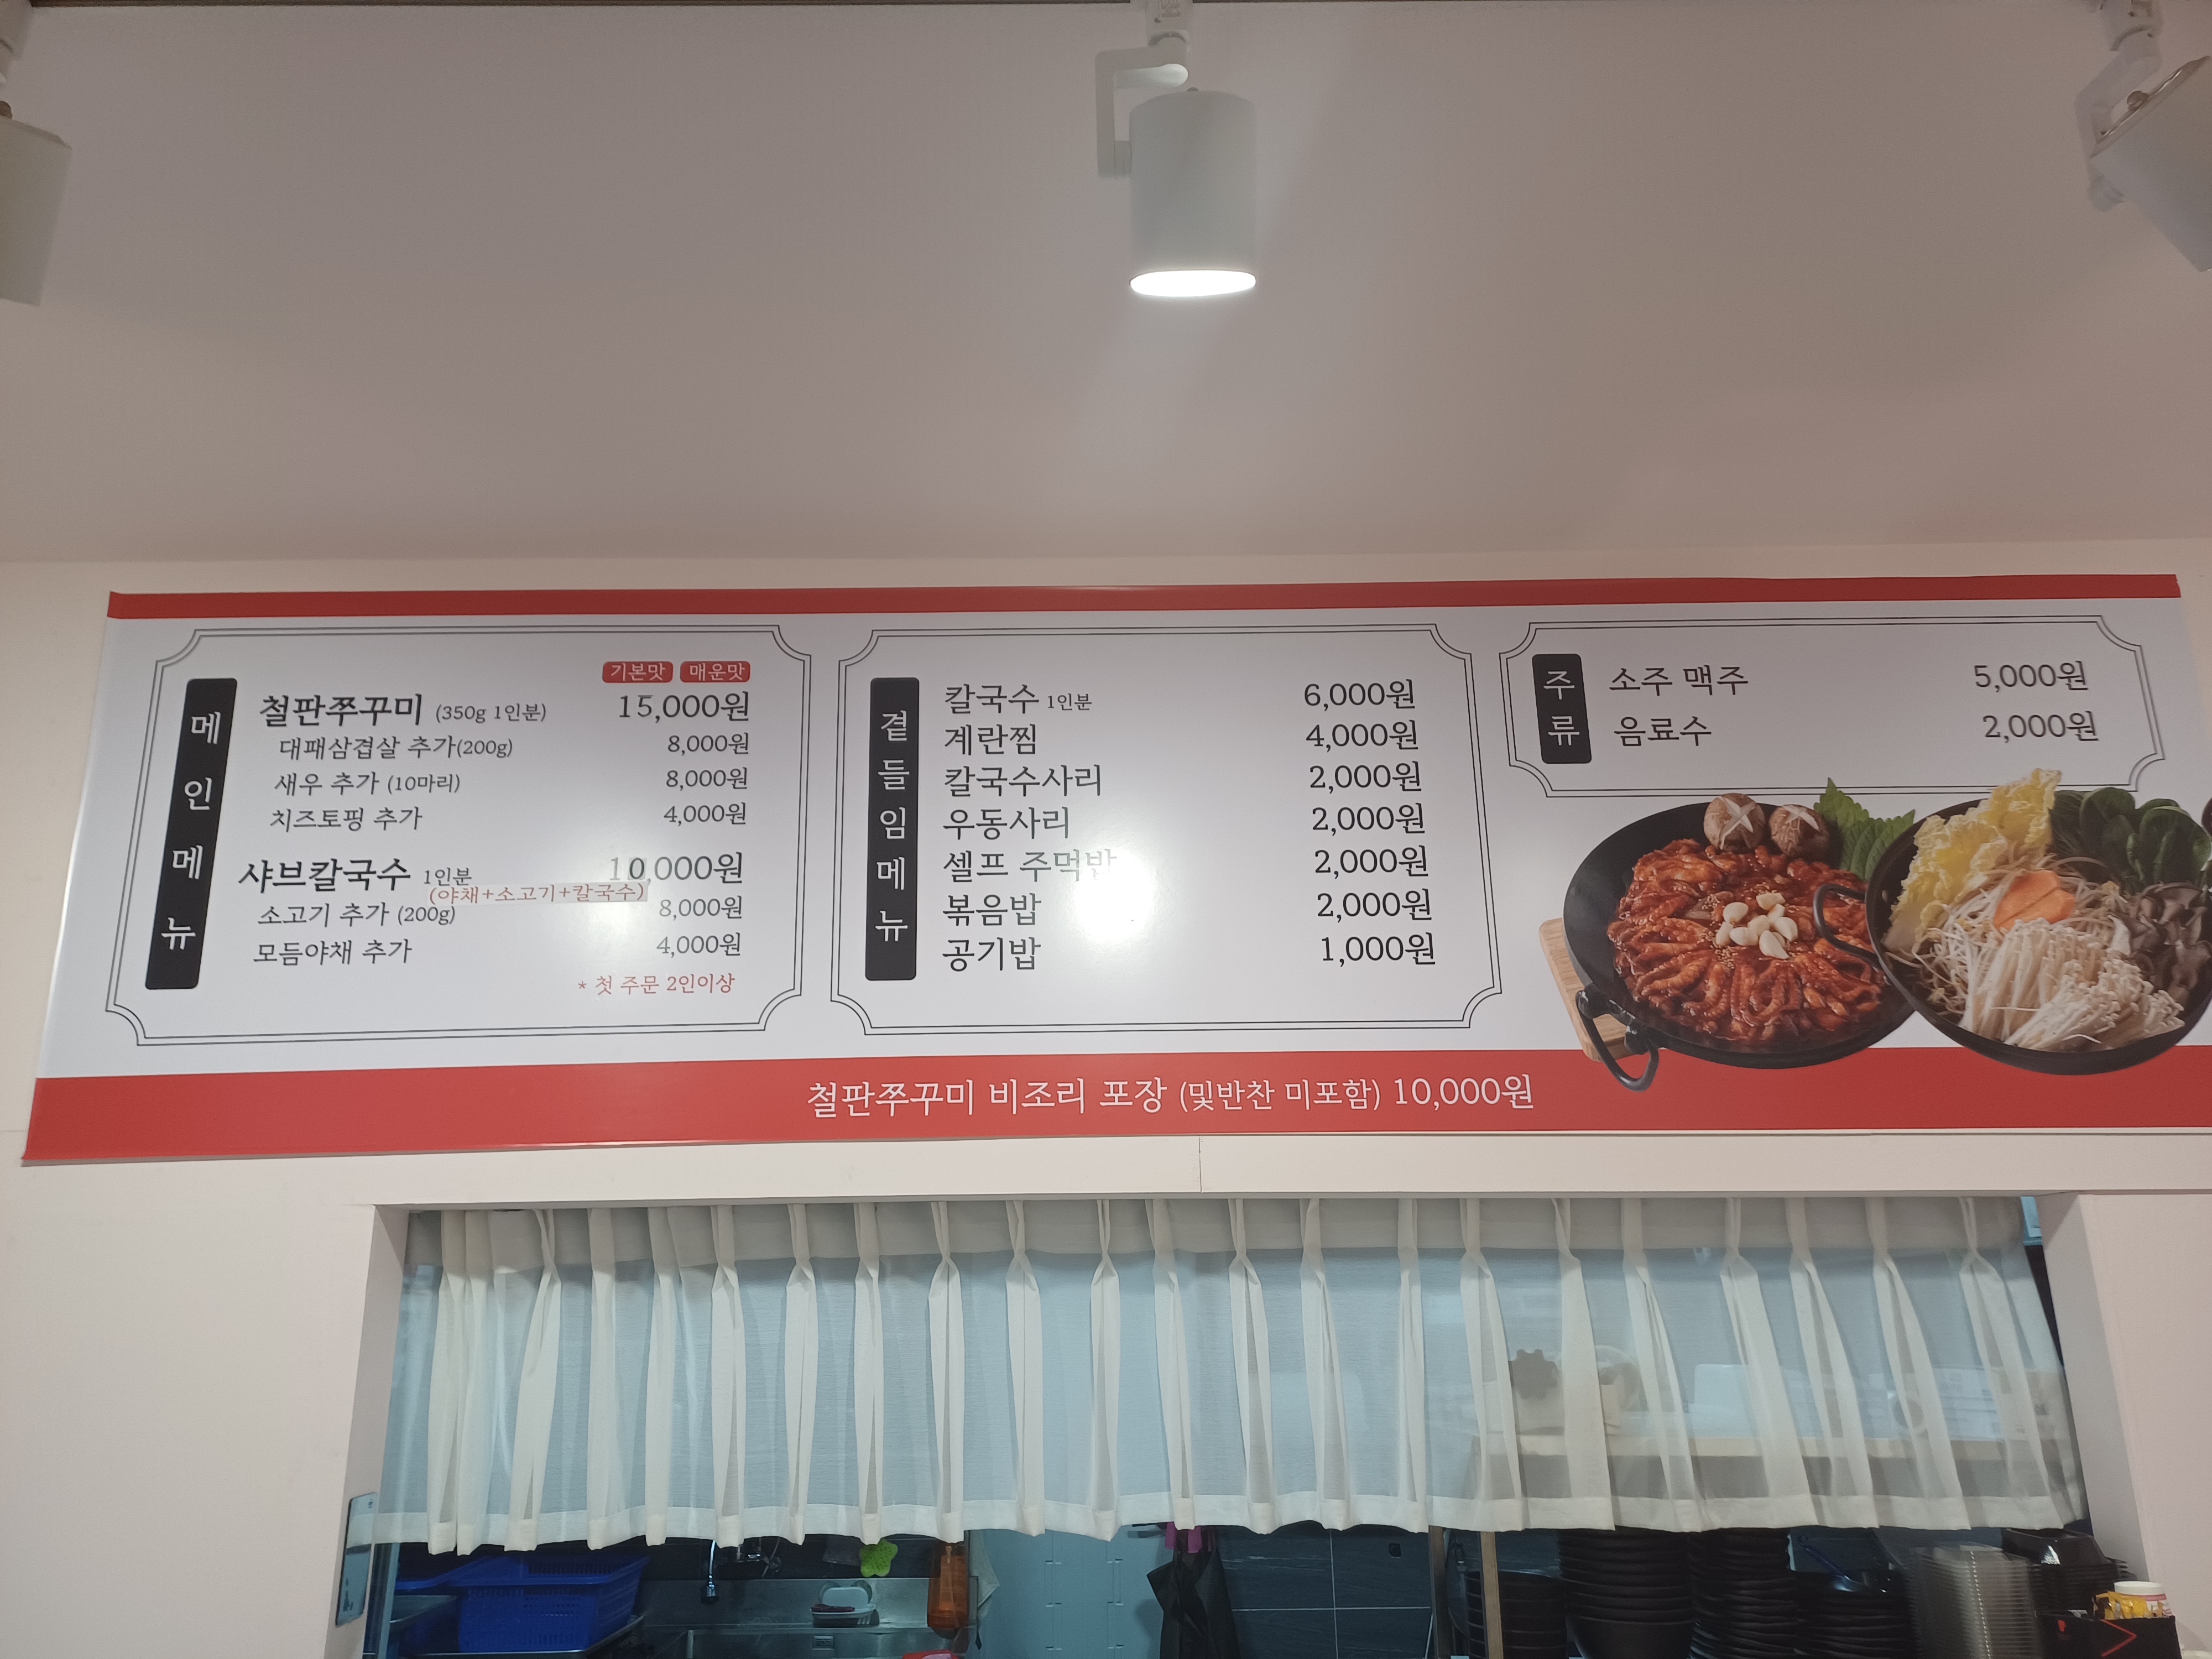 메인메뉴
기본맛 매운맛
철판쭈꾸미 (350g 1인분) 15,000원
대패삼겹살 추가(200g) 8,000원
새우 추가 (10마리) 8,000원
치즈토핑 추가 4,000원
샤브칼국수 1인분 10,000원
(야채+소고기+칼국수)
소고기 추가 (200g) 8,000원
모듬야채 추가 4,000원
* 첫 주문 2인이상
곁들임메뉴
칼국수 1인분 6,000원
계란찜 4,000원
칼국수사리 2,000원
우동사리 2,000원
셀프 주먹밥 2,000원
볶음밥 2,000원
공기밥 1,000원
주류
소주 맥주 5,000원
음료수 2,000원
철판쭈꾸미 비조리 포장 (및반찬 미포함) 10,000원